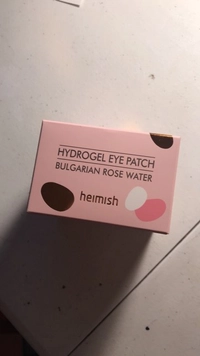 HYDROGEL EYE PATCH
BULGARIAN ROSE WATER
heimish